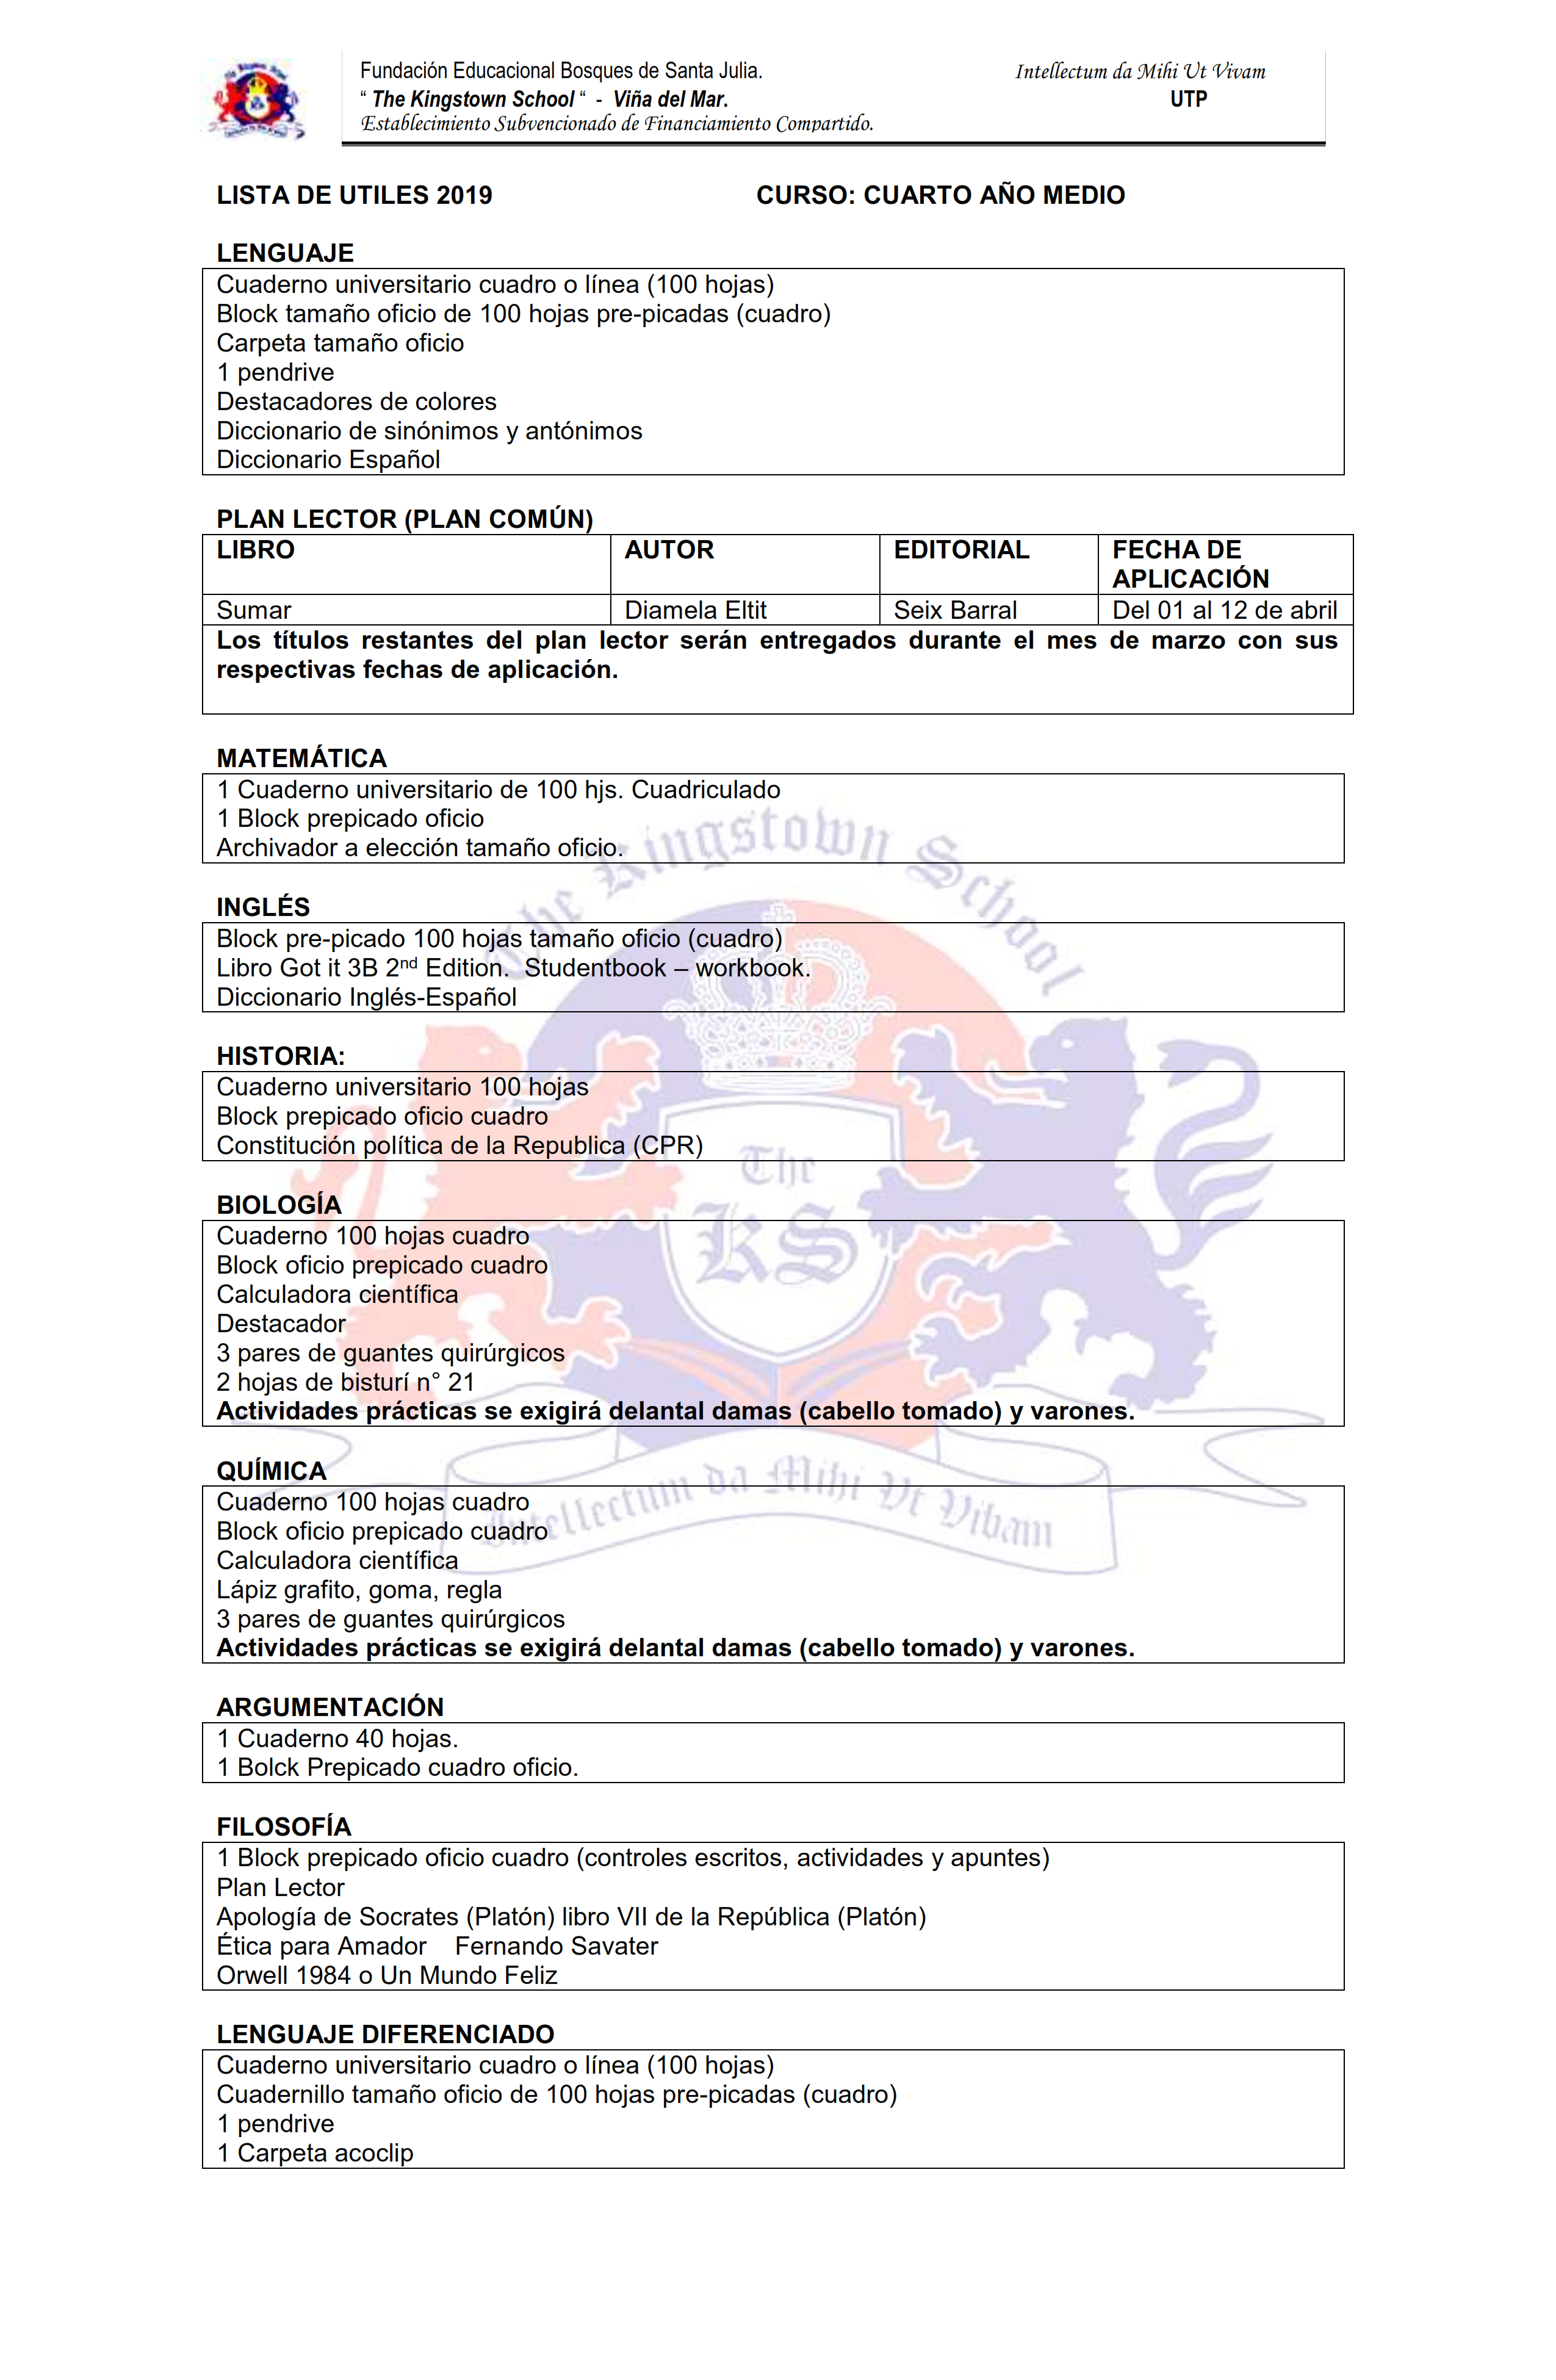 Fundación Educacional Bosques de Santa Julia. Intellectum da Mihi Ut Vivam
“ The Kingstown School “ - Viña del Mar. UTP
Establecimiento Subvencionado de Financiamiento Compartido.
LISTA DE UTILES 2019 CURSO: CUARTO AÑO MEDIO
LENGUAJE
Cuaderno universitario cuadro o línea (100 hojas)
Block tamaño oficio de 100 hojas pre-picadas (cuadro)
Carpeta tamaño oficio
1 pendrive
Destacadores de colores
Diccionario de sinónimos y antónimos
Diccionario Español
PLAN LECTOR (PLAN COMÚN)
LIBRO AUTOR EDITORIAL FECHA DE
APLICACIÓN
Sumar Diamela Eltit Seix Barral Del 01 al 12 de abril
Los títulos restantes del plan lector serán entregados durante el mes de marzo con sus
respectivas fechas de aplicación.
MATEMÁTICA
1 Cuaderno universitario de 100 hjs. Cuadriculado
1 Block prepicado oficio
Archivador a elección tamaño oficio.
The Kingstown School
INGLÉS
Block pre-picado 100 hojas tamaño oficio (cuadro)
Libro Got it 3B 2nd Edition. Studentbook – workbook.
Diccionario Inglés-Español
HISTORIA:
Cuaderno universitario 100 hojas
Block prepicado oficio cuadro
Constitución política de la Republica (CPR)
The
KS
BIOLOGÍA
Cuaderno 100 hojas cuadro
Block oficio prepicado cuadro
Calculadora científica
Destacador
3 pares de guantes quirúrgicos
2 hojas de bisturí n° 21
Actividades prácticas se exigirá delantal damas (cabello tomado) y varones.
QUÍMICA
Cuaderno 100 hojas cuadro
Block oficio prepicado cuadro
Calculadora científica
Lápiz grafito, goma, regla
3 pares de guantes quirúrgicos
Actividades prácticas se exigirá delantal damas (cabello tomado) y varones.
Intellectum da Mihi Vt Vibam
ARGUMENTACIÓN
1 Cuaderno 40 hojas.
1 Bolck Prepicado cuadro oficio.
FILOSOFÍA
1 Block prepicado oficio cuadro (controles escritos, actividades y apuntes)
Plan Lector
Apología de Socrates (Platón) libro VII de la República (Platón)
Ética para Amador Fernando Savater
Orwell 1984 o Un Mundo Feliz
LENGUAJE DIFERENCIADO
Cuaderno universitario cuadro o línea (100 hojas)
Cuadernillo tamaño oficio de 100 hojas pre-picadas (cuadro)
1 pendrive
1 Carpeta acoclip